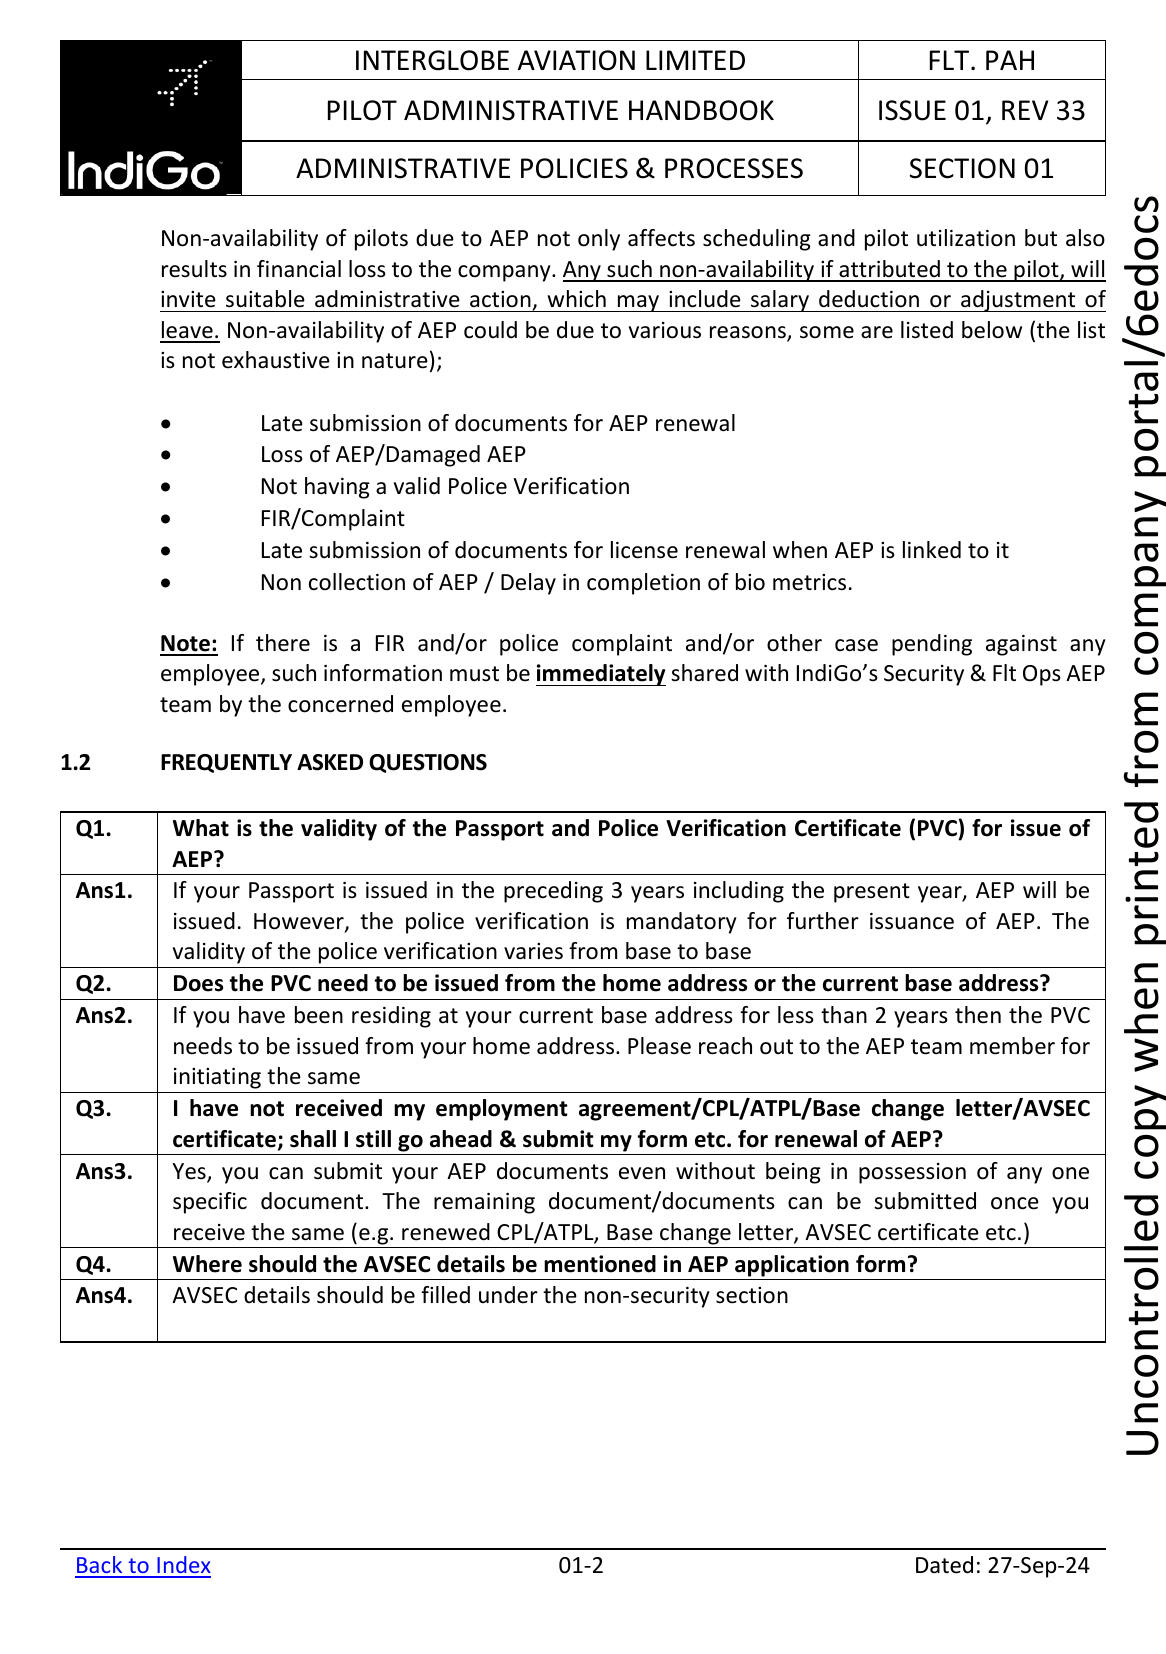 INTERGLOBE AVIATION LIMITED
FLT. PAH
PILOT ADMINISTRATIVE HANDBOOK
ISSUE 01, REV 33
IndiGo
ADMINISTRATIVE POLICIES & PROCESSES
SECTION 01
Non-availability of pilots due to AEP not only affects scheduling and pilot utilization but also
results in financial loss to the company. Any such non-availability if attributed to the pilot, will
invite suitable administrative action, which may include salary deduction or adjustment of
leave. Non-availability of AEP could be due to various reasons, some are listed below (the list
is not exhaustive in nature);
• Late submission of documents for AEP renewal
• Loss of AEP/Damaged AEP
• Not having a valid Police Verification
• FIR/Complaint
• Late submission of documents for license renewal when AEP is linked to it
• Non collection of AEP / Delay in completion of bio metrics.
Note: If there is a FIR and/or police complaint and/or other case pending against any
employee, such information must be immediately shared with IndiGo’s Security & Flt Ops AEP
team by the concerned employee.
1.2 FREQUENTLY ASKED QUESTIONS
Q1. What is the validity of the Passport and Police Verification Certificate (PVC) for issue of
AEP?
Ans1. If your Passport is issued in the preceding 3 years including the present year, AEP will be
issued. However, the police verification is mandatory for further issuance of AEP. The
validity of the police verification varies from base to base
Q2. Does the PVC need to be issued from the home address or the current base address?
Ans2. If you have been residing at your current base address for less than 2 years then the PVC
needs to be issued from your home address. Please reach out to the AEP team member for
initiating the same
Q3. I have not received my employment agreement/CPL/ATPL/Base change letter/AVSEC
certificate; shall I still go ahead & submit my form etc. for renewal of AEP?
Ans3. Yes, you can submit your AEP documents even without being in possession of any one
specific document. The remaining document/documents can be submitted once you
receive the same (e.g. renewed CPL/ATPL, Base change letter, AVSEC certificate etc.)
Q4. Where should the AVSEC details be mentioned in AEP application form?
Ans4. AVSEC details should be filled under the non-security section
Back to Index
01-2
Dated: 27-Sep-24
Uncontrolled copy when printed from company portal/6edocs